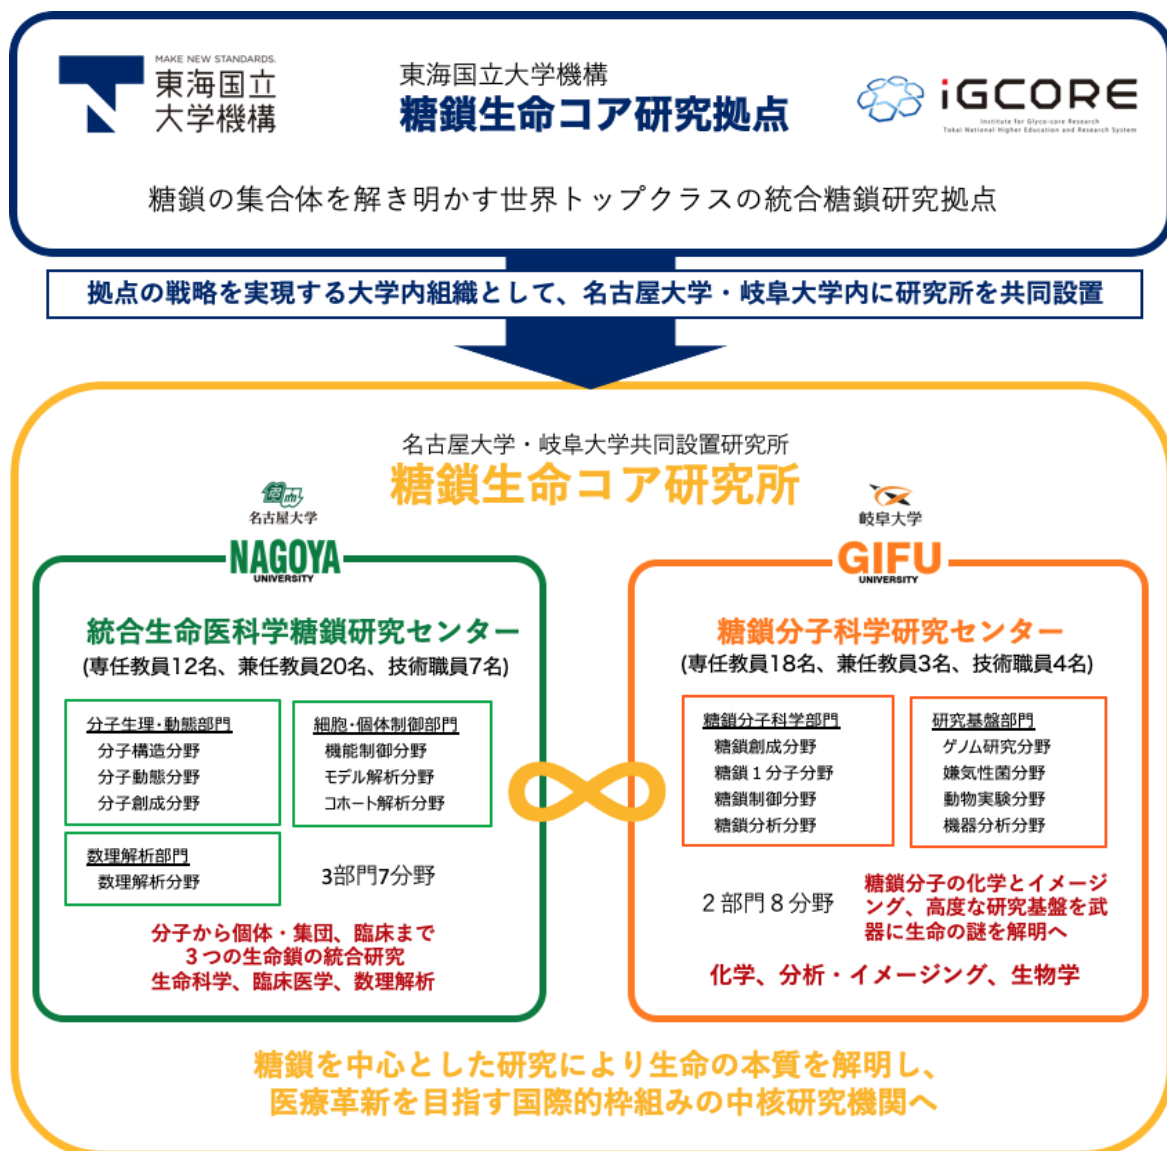 MAKE NEW STANDARDS.
東海国立
大学機構
東海国立大学機構
糖鎖生命コア研究拠点
iGCORE
Institute for Glyco-core Research
Tokai National Higher Education and Research System
糖鎖の集合体を解き明かす世界トップクラスの統合糖鎖研究拠点
拠点の戦略を実現する大学内組織として、名古屋大学・岐阜大学内に研究所を共同設置
名古屋大学・岐阜大学共同設置研究所
糖鎖生命コア研究所
名古屋大学
NAGOYA
UNIVERSITY
統合生命医科学糖鎖研究センター
(専任教員12名、兼任教員20名、技術職員7名)
分子生理・動態部門
分子構造分野
分子動態分野
分子創成分野
細胞・個体制御部門
機能制御分野
モデル解析分野
コホート解析分野
数理解析部門
数理解析分野
3部門7分野
分子から個体・集団、臨床まで
３つの生命鎖の統合研究
生命科学、臨床医学、数理解析
岐阜大学
GIFU
UNIVERSITY
糖鎖分子科学研究センター
(専任教員18名、兼任教員3名、技術職員4名)
糖鎖分子科学部門
糖鎖創成分野
糖鎖１分子分野
糖鎖制御分野
糖鎖分析分野
研究基盤部門
ゲノム研究分野
嫌気性菌分野
動物実験分野
機器分析分野
２部門８分野
糖鎖分子の化学とイメージ
ング、高度な研究基盤を武
器に生命の謎を解明へ
化学、分析・イメージング、生物学
糖鎖を中心とした研究により生命の本質を解明し、
医療革新を目指す国際的枠組みの中核研究機関へ